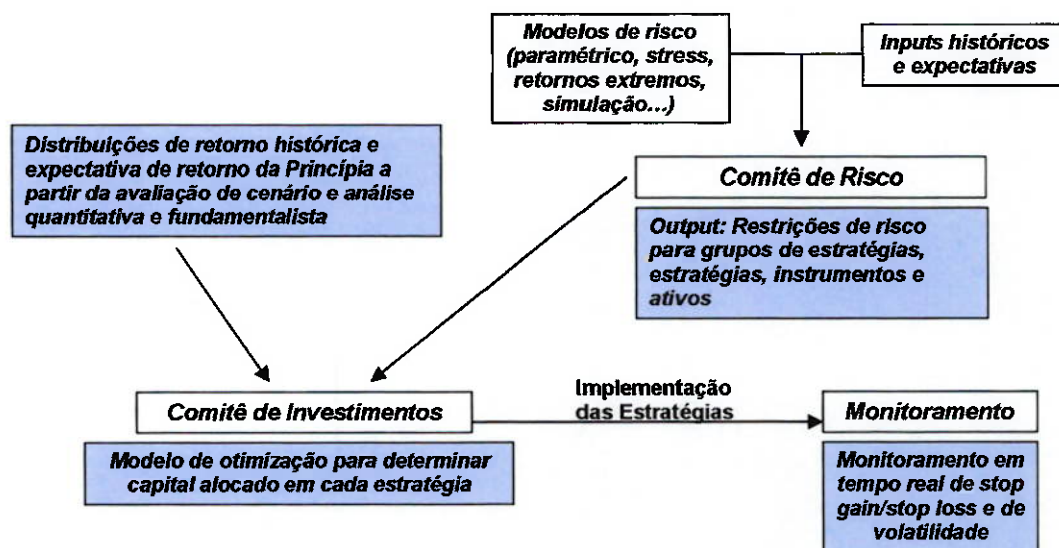 Modelos de risco
(paramétrico, stress,
retornos extremos,
simulação...)
Inputs históricos
e expectativas
Distribuições de retorno histórica e
expectativa de retorno da Princípia a
partir da avaliação de cenário e análise
quantitativa e fundamentalista
Comitê de Risco
Output: Restrições de risco
para grupos de estratégias,
estratégias, instrumentos e
ativos
Comitê de Investimentos
Implementação
das Estratégias
Monitoramento
Modelo de otimização para determinar
capital alocado em cada estratégia
Monitoramento em
tempo real de stop
gain/stop loss e de
volatilidade